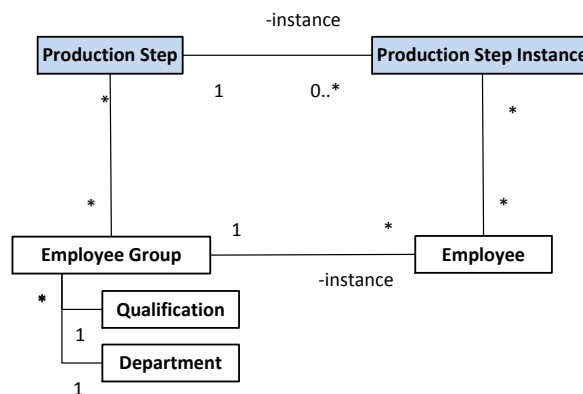 -instance
Production Step
Production Step Instance
1
0..*
*
*
*
*
1
*
Employee Group
Employee
-instance
*
Qualification
1
Department
1